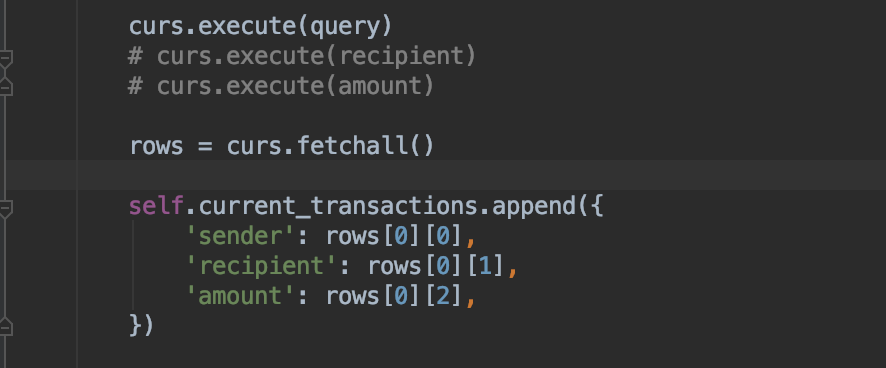 curs.execute(query)
# curs.execute(recipient)
# curs.execute(amount)
rows = curs.fetchall()
self.current_transactions.append({
'sender': rows[0][0],
'recipient': rows[0][1],
'amount': rows[0][2],
})